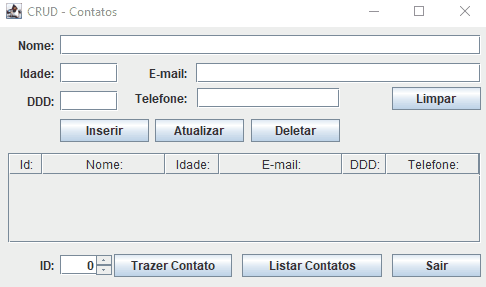 CRUD - Contatos
Nome:
Idade: E-mail:
DDD: Telefone: Limpar
Inserir Atualizar Deletar
Id: Nome: Idade: E-mail: DDD: Telefone:
ID: 0 Trazer Contato Listar Contatos Sair